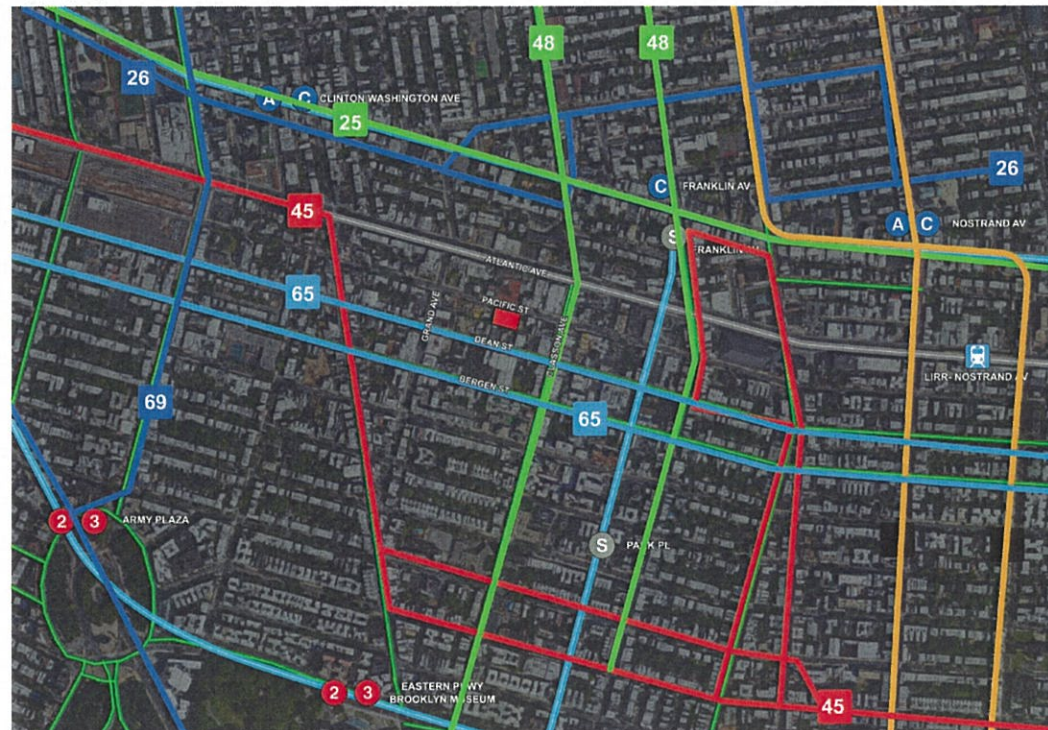 48
48
26
A C CLINTON WASHINGTON AVE
25
26
C FRANKLIN AV
45
A C NOSTRAND AV
S
ATLANTIC AVE
65
PACIFIC ST
GRAND AVE
DEAN ST
LIRR- NOSTRAND AV
BERGEN ST
69
65
2 3 ARMY PLAZA
S PARK PL
2 3 EASTERN PKWY
BROOKLYN MUSEUM
45